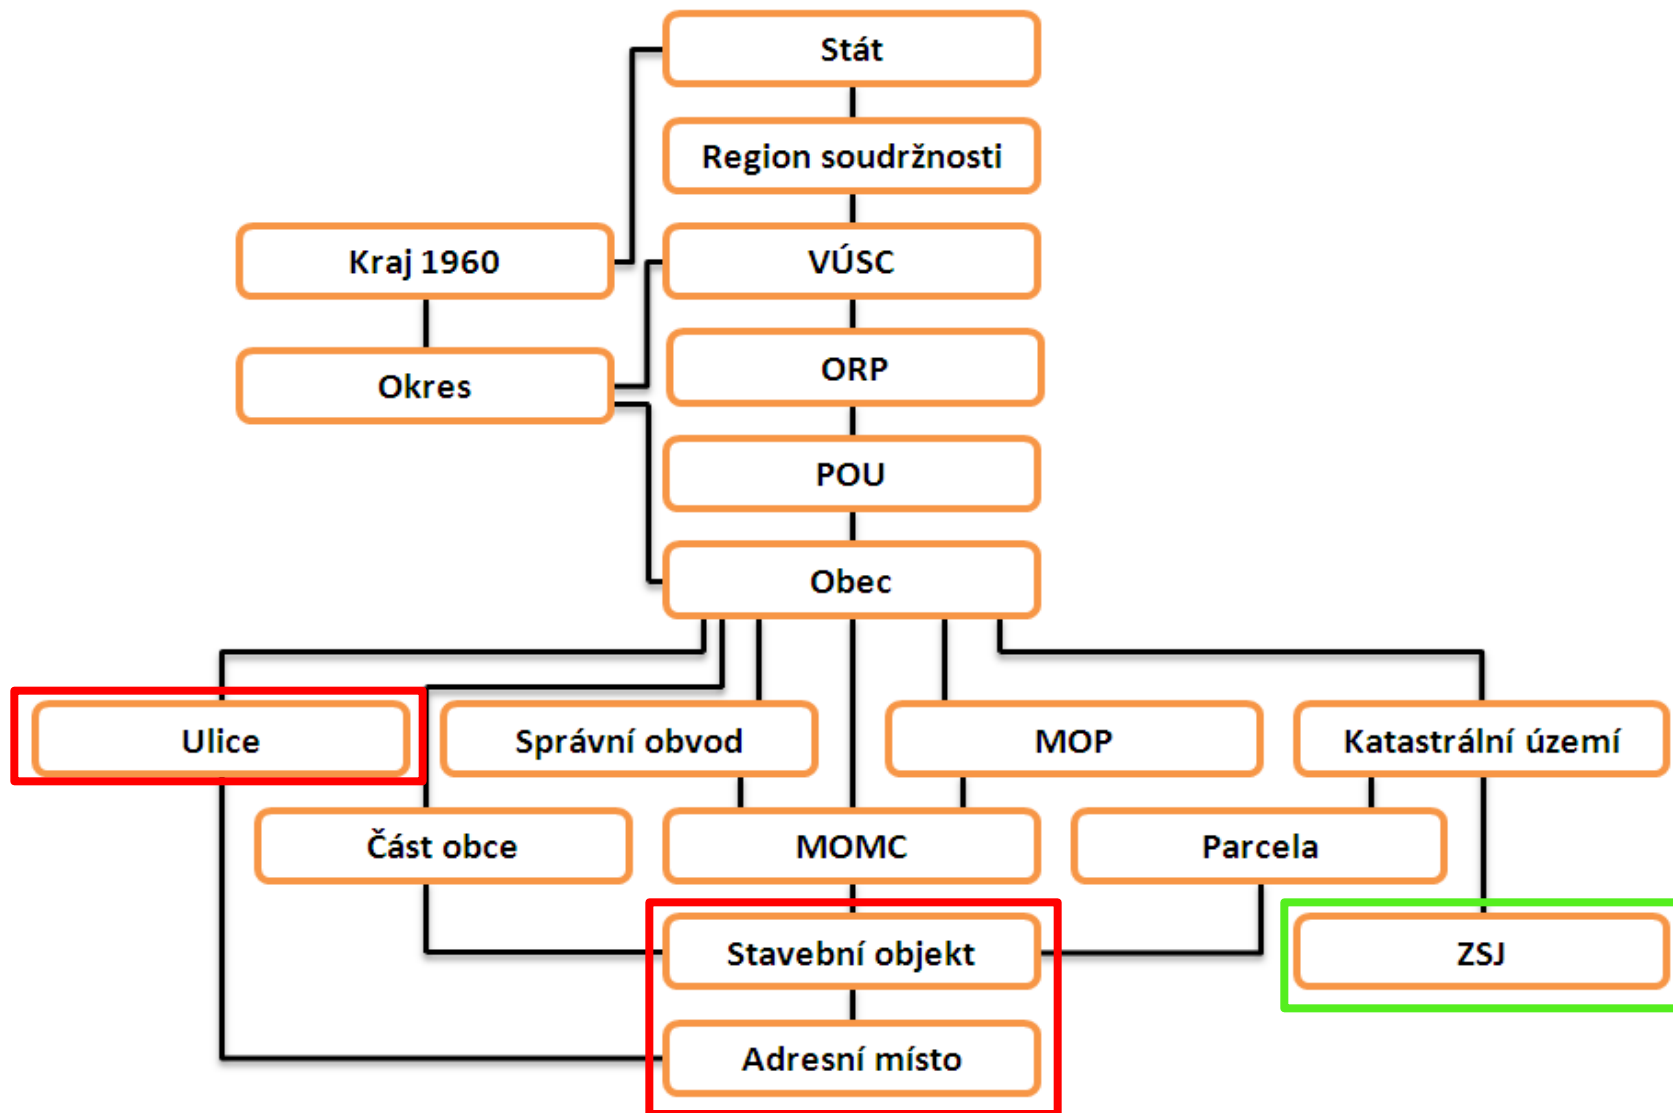 Stát
Region soudržnosti
Kraj 1960
VÚSC
Okres
ORP
POU
Obec
Ulice
Správní obvod
MOP
Katastrální území
Část obce
MOMC
Parcela
Stavební objekt
ZSJ
Adresní místo